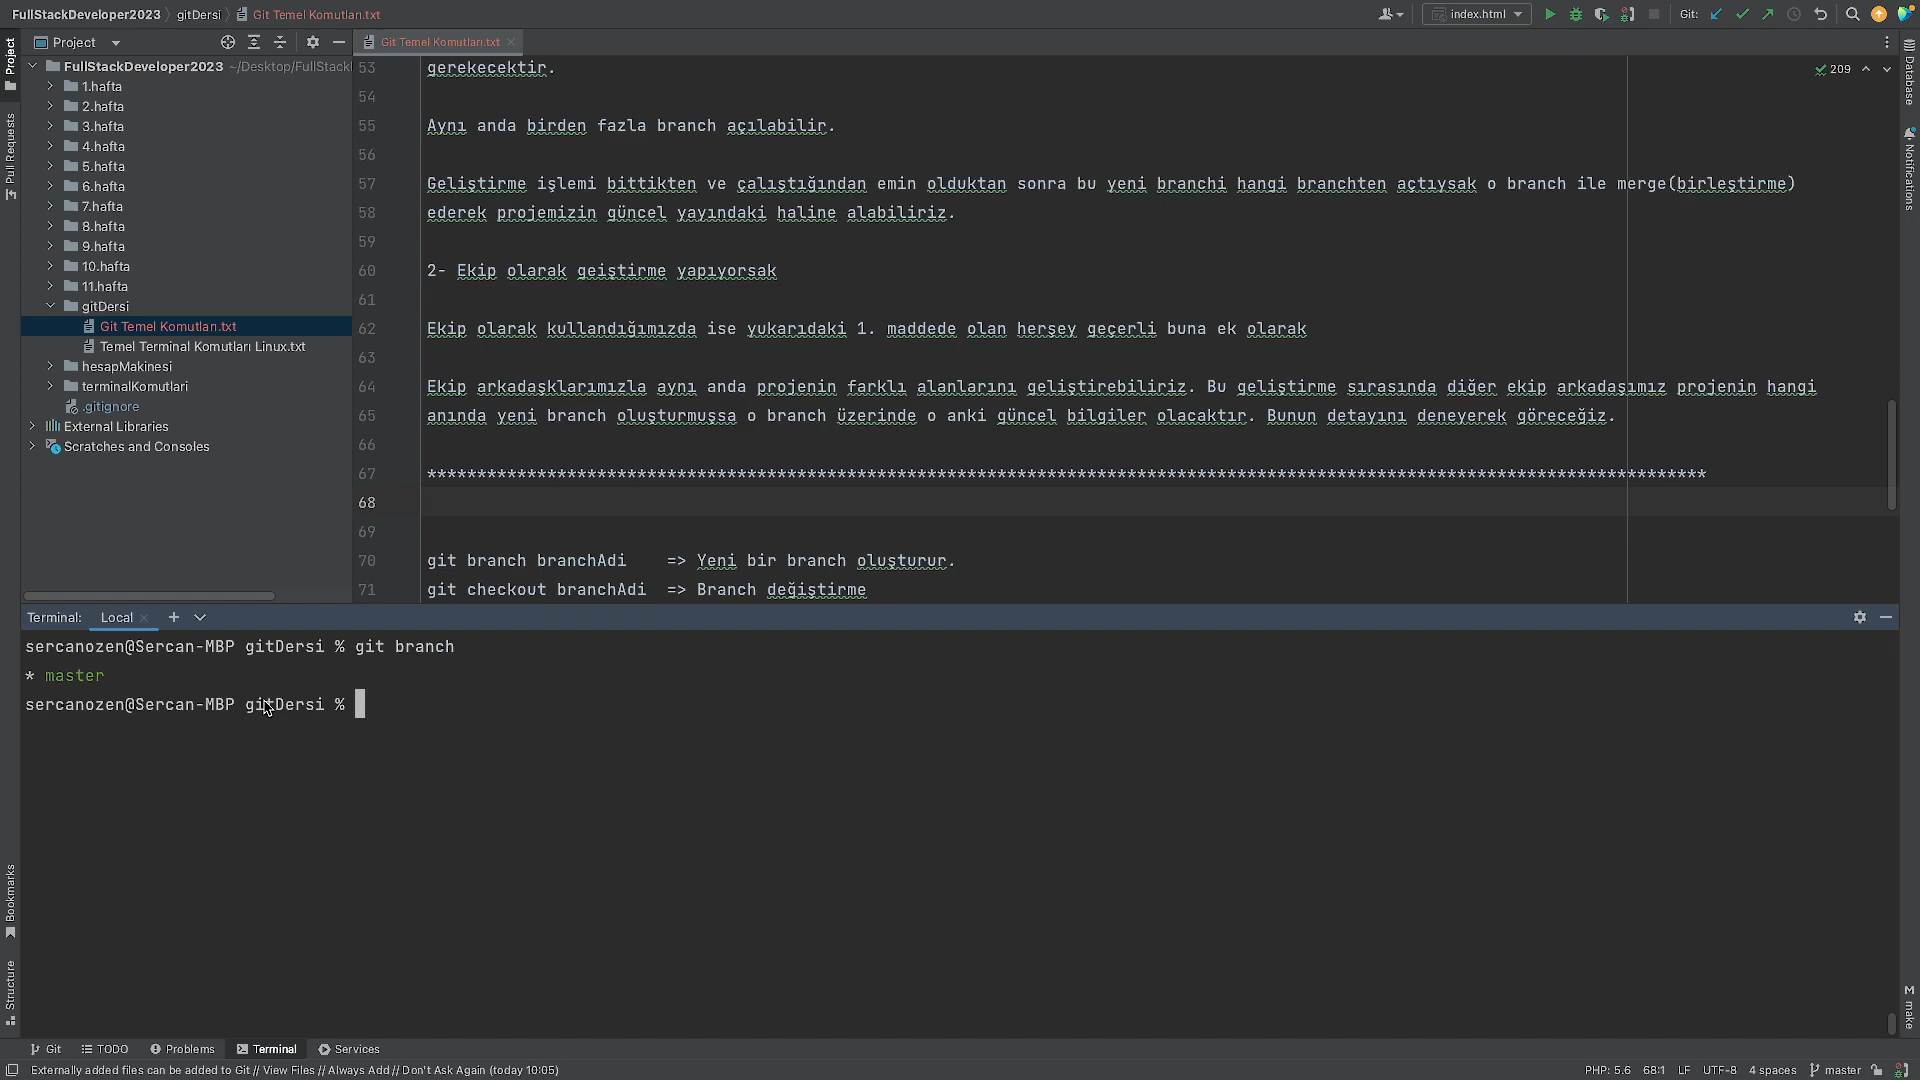 FullStackDeveloper2023 gitDersi Git Temel Komutları.txt index.html Git:
Project Git Temel Komutları.txt
FullStackDeveloper2023 ~/Desktop/FullStackI
1.hafta
2.hafta
3.hafta
4.hafta
5.hafta
6.hafta
7.hafta
8.hafta
9.hafta
10.hafta
11.hafta
gitDersi
Git Temel Komutları.txt
Temel Terminal Komutları Linux.txt
hesapMakinesi
terminalKomutlari
.gitignore
External Libraries
Scratches and Consoles
209
53 gerekecektir.
54
55 Aynı anda birden fazla branch açılabilir.
56
57 Geliştirme işlemi bittikten ve çalıştığından emin olduktan sonra bu yeni branchi hangi branchten açtıysak o branch ile merge(birleştirme)
58 ederek projemizin güncel yayındaki haline alabiliriz.
59
60 2- Ekip olarak geiştirme yapıyorsak
61
62 Ekip olarak kullandığımızda ise yukarıdaki 1. maddede olan herşey geçerli buna ek olarak
63
64 Ekip arkadaşklarımızla aynı anda projenin farklı alanlarını geliştirebiliriz. Bu geliştirme sırasında diğer ekip arkadaşımız projenin hangi
65 anında yeni branch oluşturmuşsa o branch üzerinde o anki güncel bilgiler olacaktır. Bunun detayını deneyerek göreceğiz.
66
67 ********************************************************************************************************************************
68
69
70 git branch branchAdi => Yeni bir branch oluşturur.
71 git checkout branchAdi => Branch değiştirme
Terminal: Local
sercanozen@Sercan-MBP gitDersi % git branch
* master
sercanozen@Sercan-MBP gitDersi %
Project
Pull Requests
Bookmarks
Structure
Database
Notifications
M make
Git TODO Problems Terminal Services
Externally added files can be added to Git // View Files // Always Add // Don't Ask Again (today 10:05) PHP: 5.6 68:1 LF UTF-8 4 spaces master